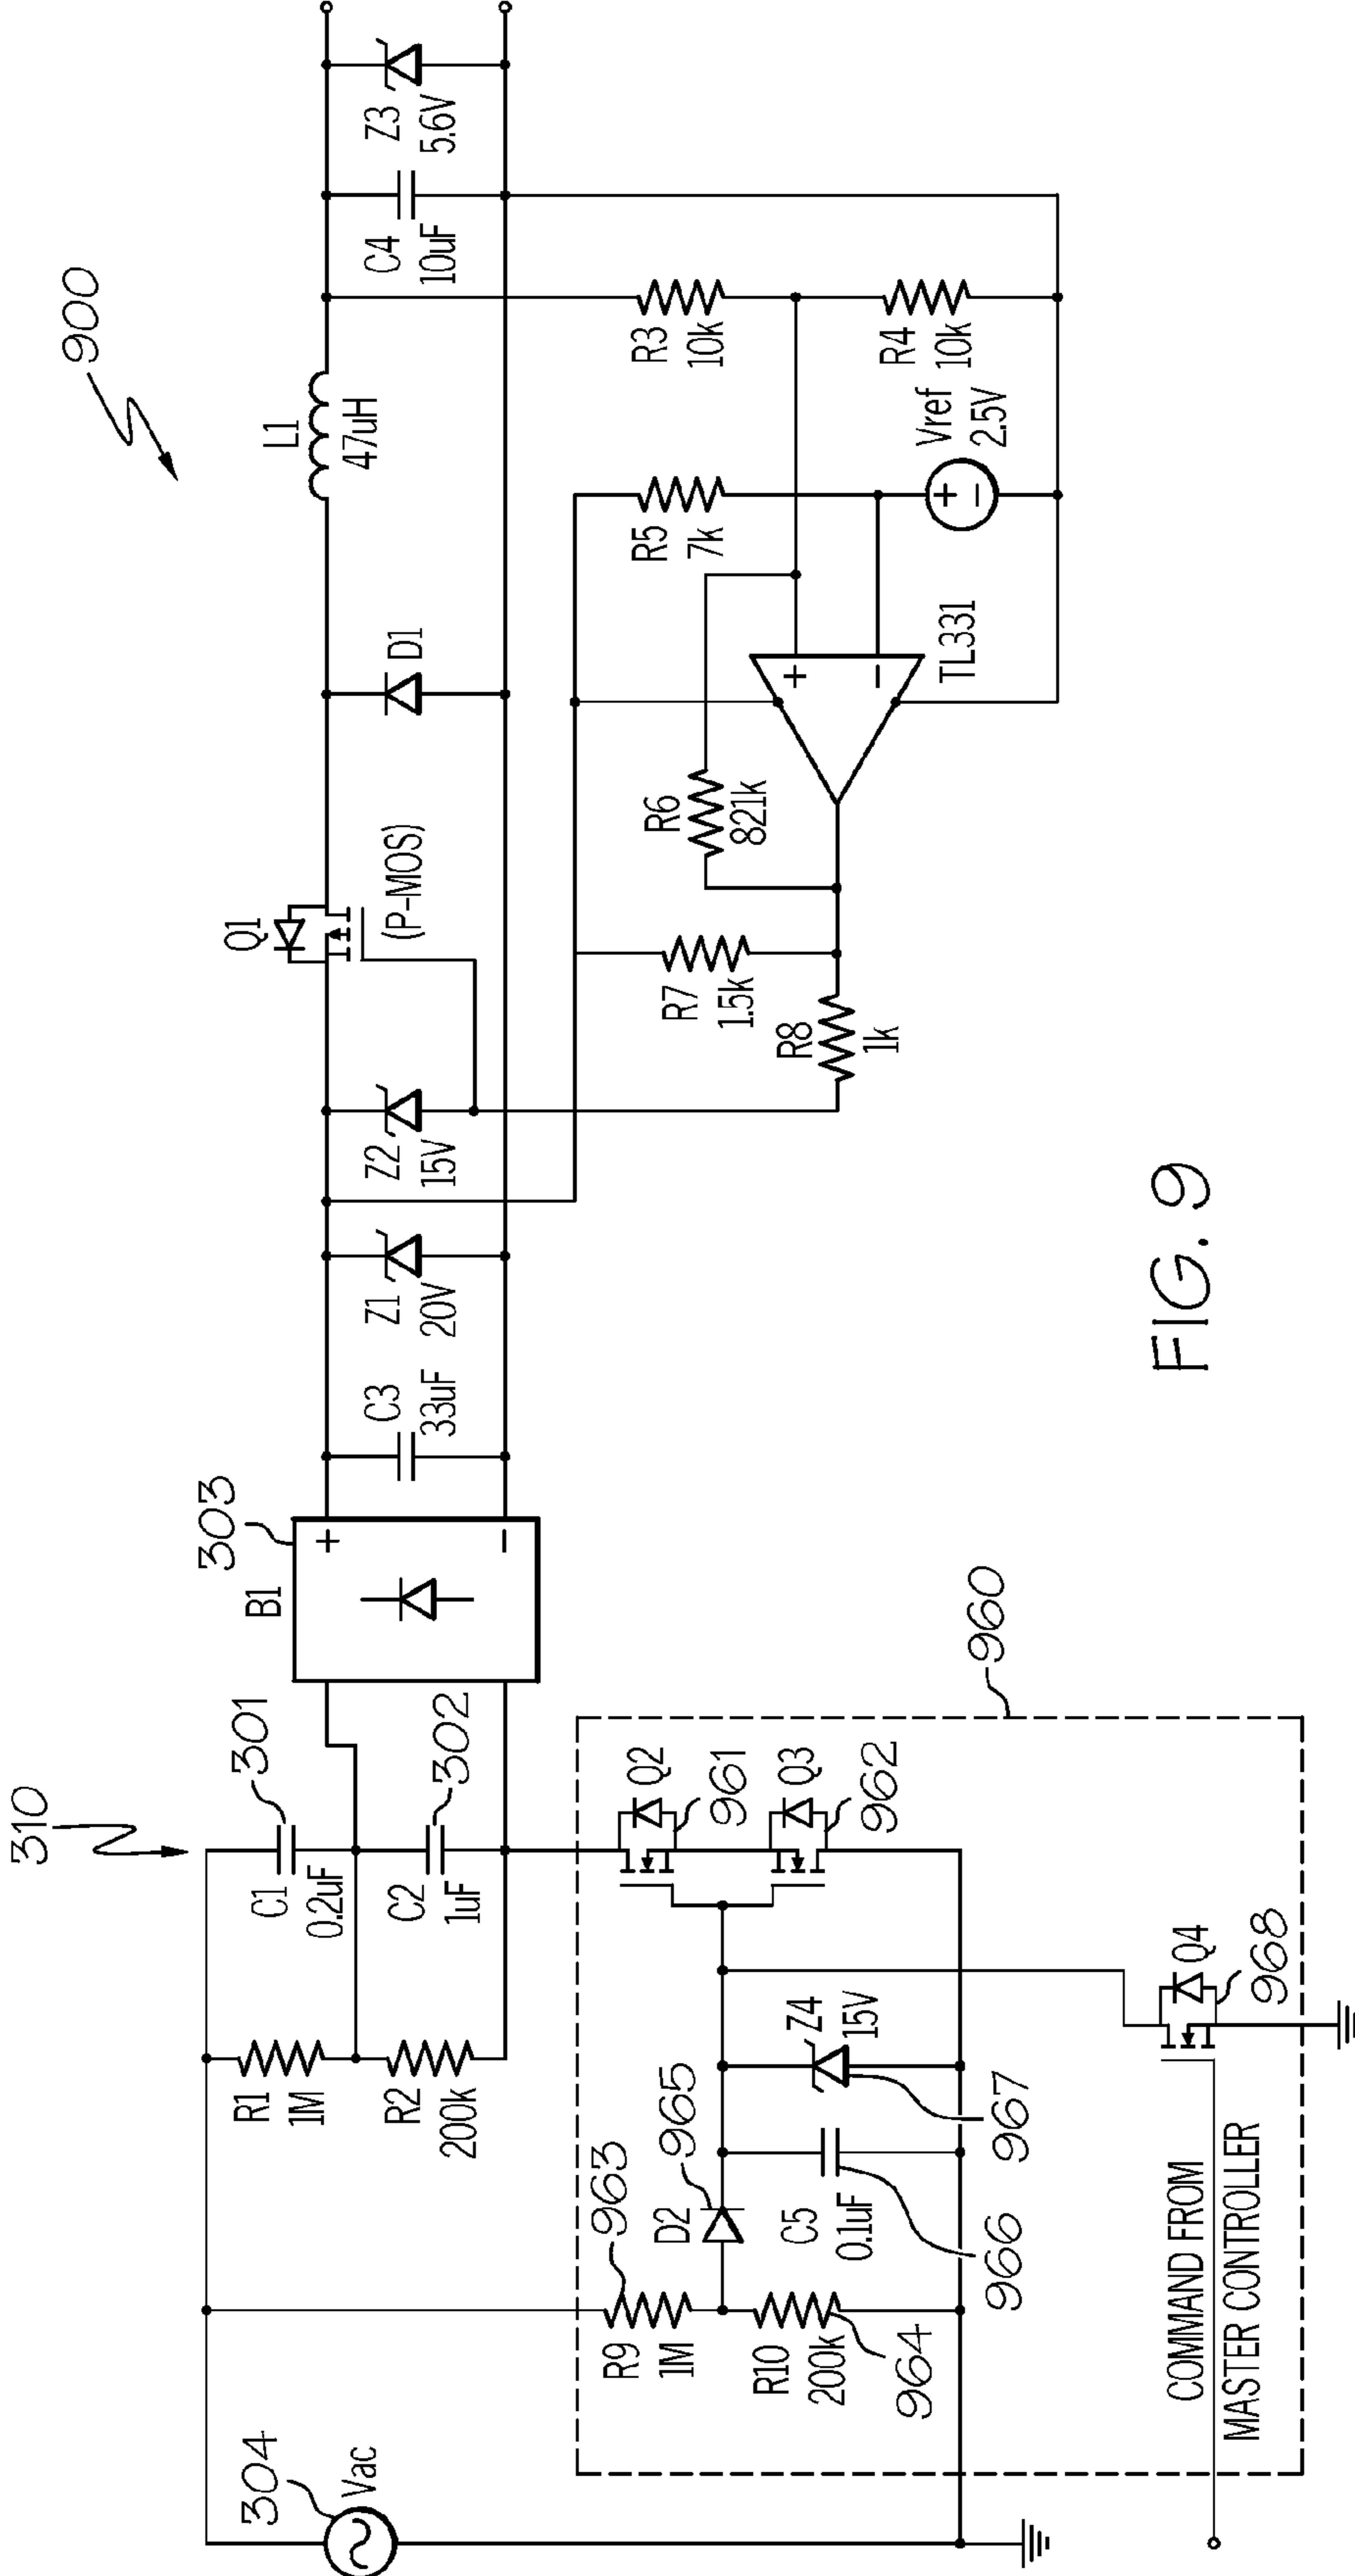 900
310
L1
47uH
Q1
(P-MOS)
D1
C4
10uF
Z3
5.6V
Z2
15V
Z1
20V
C3
33uF
303
B1
+
−
301
C1
0.2uF
302
C2
1uF
R1
1M
R2
200k
304
Vac
R3
10k
R4
10k
R5
7k
Vref
2.5V
+
−
R6
821k
+
−
TL331
R7
1.5k
R8
1k
960
Q2
961
Q3
962
963
R9
1M
D2
965
R10
200k
964
C5
0.1uF
966
Z4
15V
967
Q4
968
COMMAND FROM
MASTER CONTROLLER
FIG. 9